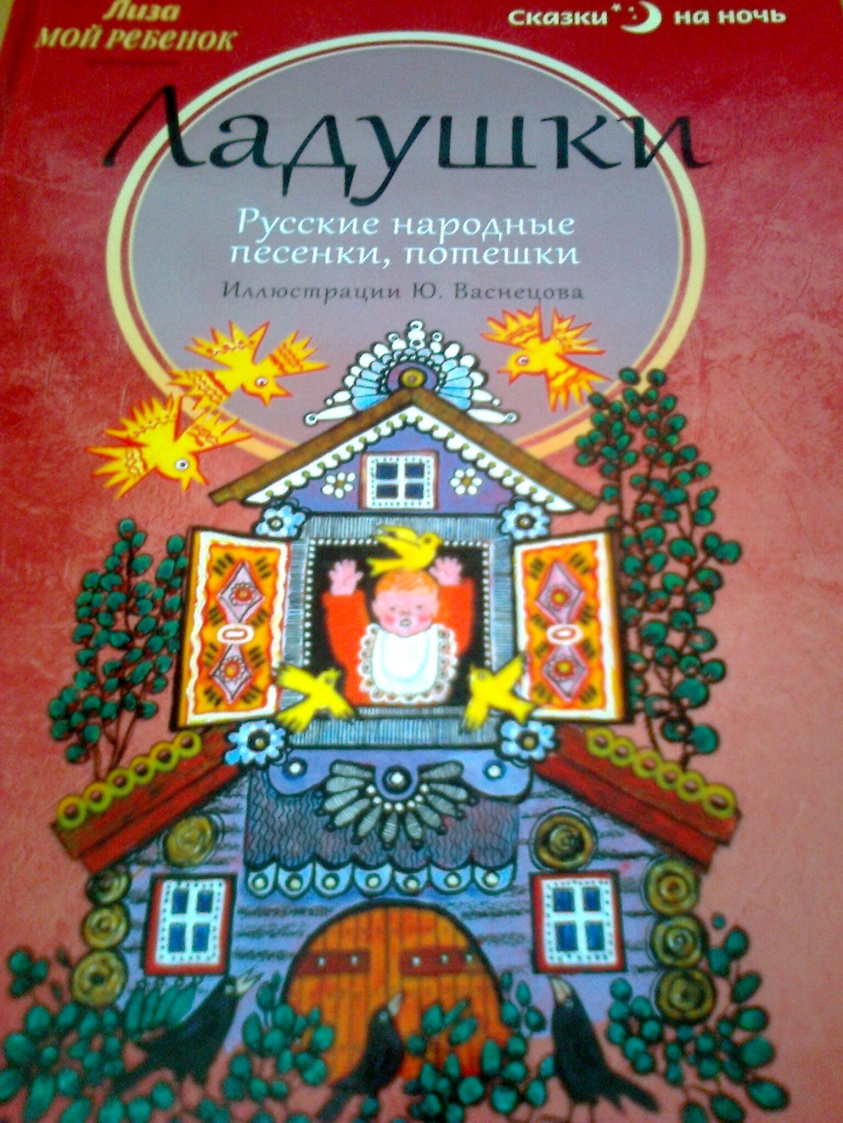 Лиза
МОЙ РЕБЕНОК
Сказки на ночь
Ладушки
Русские народные
песенки, потешки
Иллюстрации Ю. Васнецова